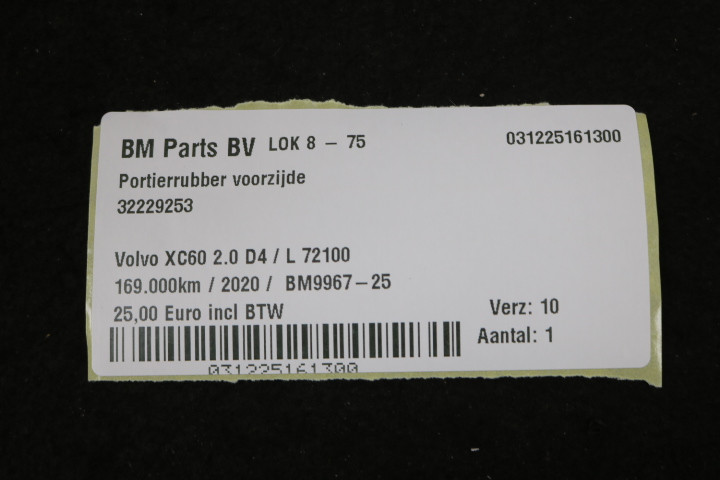 BM Parts BV LOK 8 - 75 031225161300
Portierrubber voorzijde
32229253
Volvo XC60 2.0 D4 / L 72100
169.000km / 2020 / BM9967-25
25,00 Euro incl BTW Verz: 10
Aantal: 1
031225161300